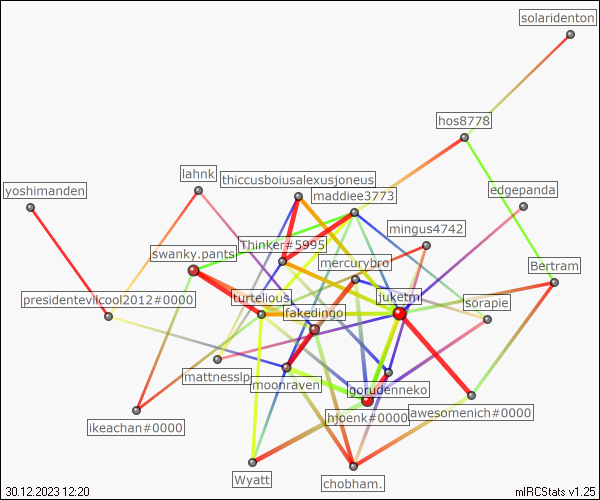 solaridenton
hos8778
lahnk
thiccusboiusalexusjoneus
yoshimanden
maddiee3773
edgepanda
mingus4742
Thinker#5995
swanky.pants
mercurybro
Bertram
presidentevilcool2012#0000
turtelious
juketm
sorapie
fakedingo
mattnesslp
moonraven
gorudenneko
ikeachan#0000
hjoenk#0000
awesomenich#0000
Wyatt
chobham.
30.12.2023 12:20
mIRCStats v1.25